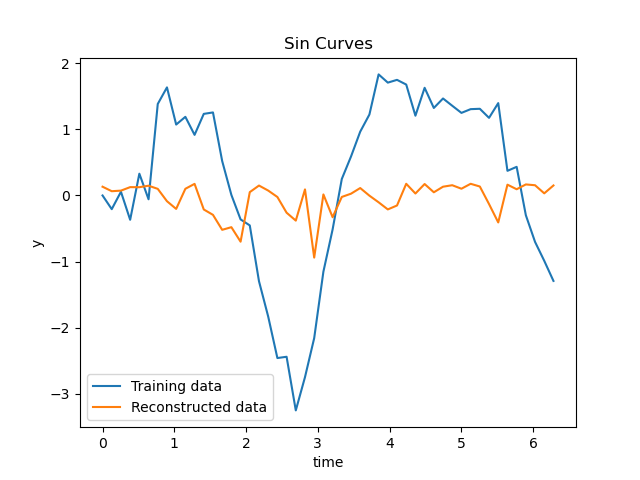 Sin Curves
2
1
0
−1
−2
−3
y
Training data
Reconstructed data
0 1 2 3 4 5 6
time